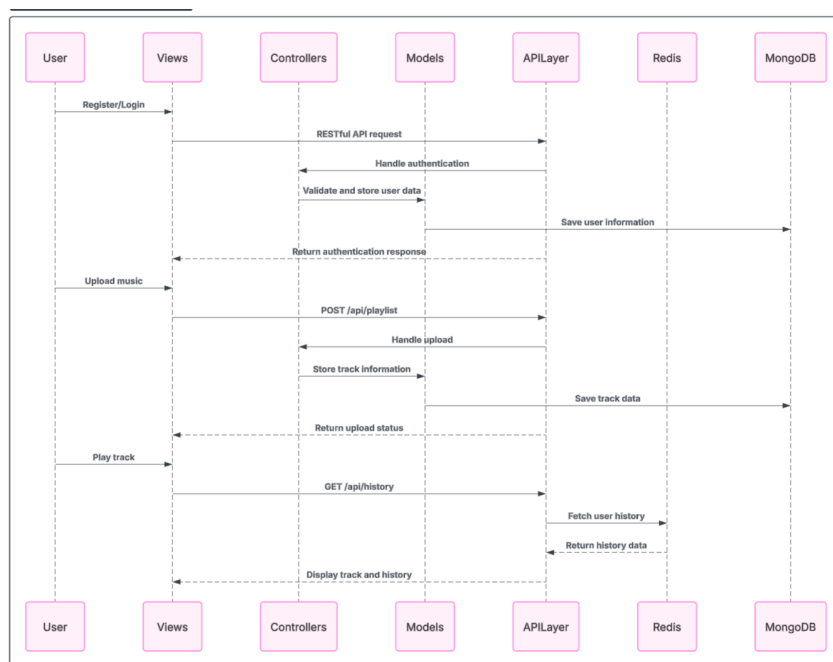 User
Views
Controllers
Models
APILayer
Redis
MongoDB
Register/Login
RESTful API request
Handle authentication
Validate and store user data
Save user information
Return authentication response
Upload music
POST /api/playlist
Handle upload
Store track information
Save track data
Return upload status
Play track
GET /api/history
Fetch user history
Return history data
Display track and history
User
Views
Controllers
Models
APILayer
Redis
MongoDB